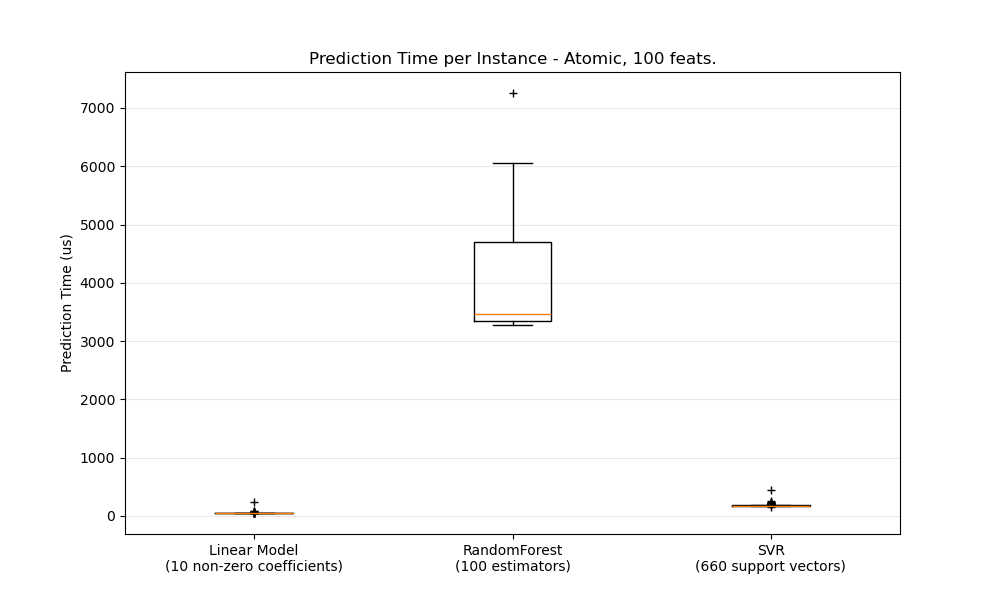 Prediction Time per Instance - Atomic, 100 feats.
Prediction Time (us)
7000
6000
5000
4000
3000
2000
1000
0
Linear Model
(10 non-zero coefficients)
RandomForest
(100 estimators)
SVR
(660 support vectors)